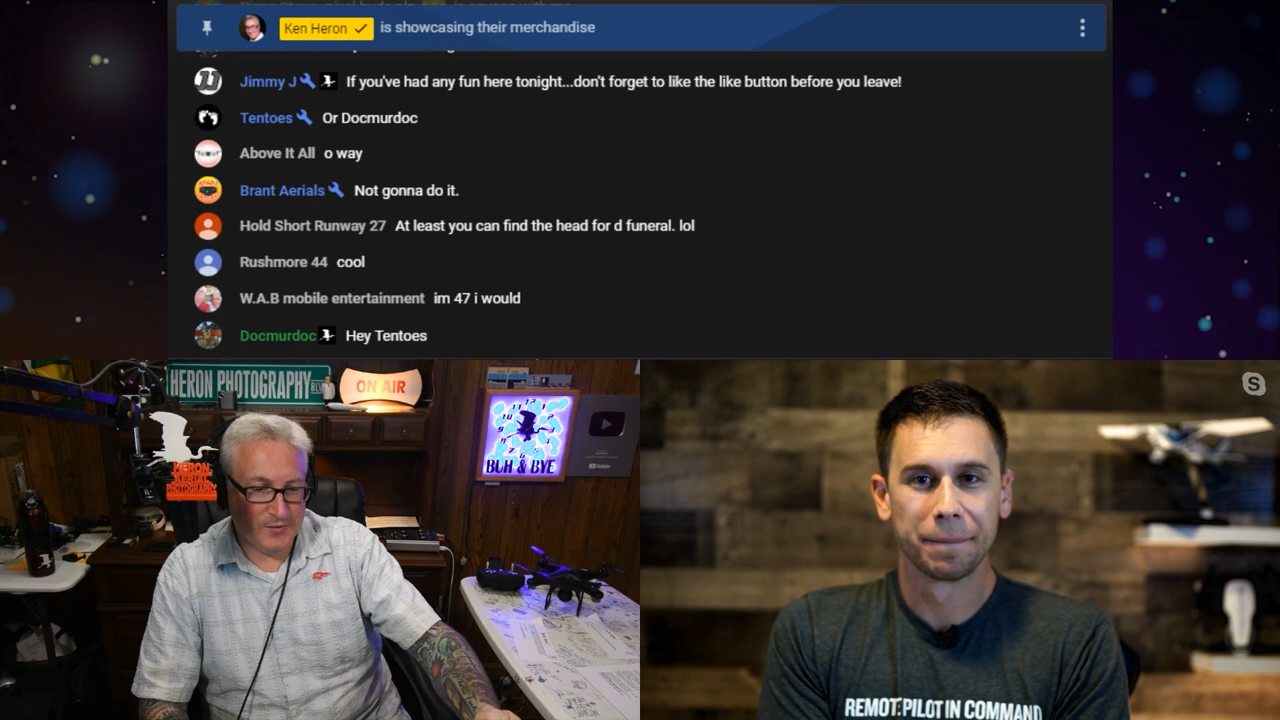 Ken Heron is showcasing their merchandise
Jimmy J If you've had any fun here tonight...don't forget to like the like button before you leave!
Tentoes Or Docmurdoc
Above It All o way
Brant Aerials Not gonna do it.
Hold Short Runway 27 At least you can find the head for d funeral. lol
Rushmore 44 cool
W.A.B mobile entertainment im 47 i would
Docmurdoc Hey Tentoes
HERON PHOTOGRAPHY BLVD
ON AIR
HERON
AERIAL
PHOTOGRAPHY
12
BUH & BYE
YouTube
S
REMOTE PILOT IN COMMAND